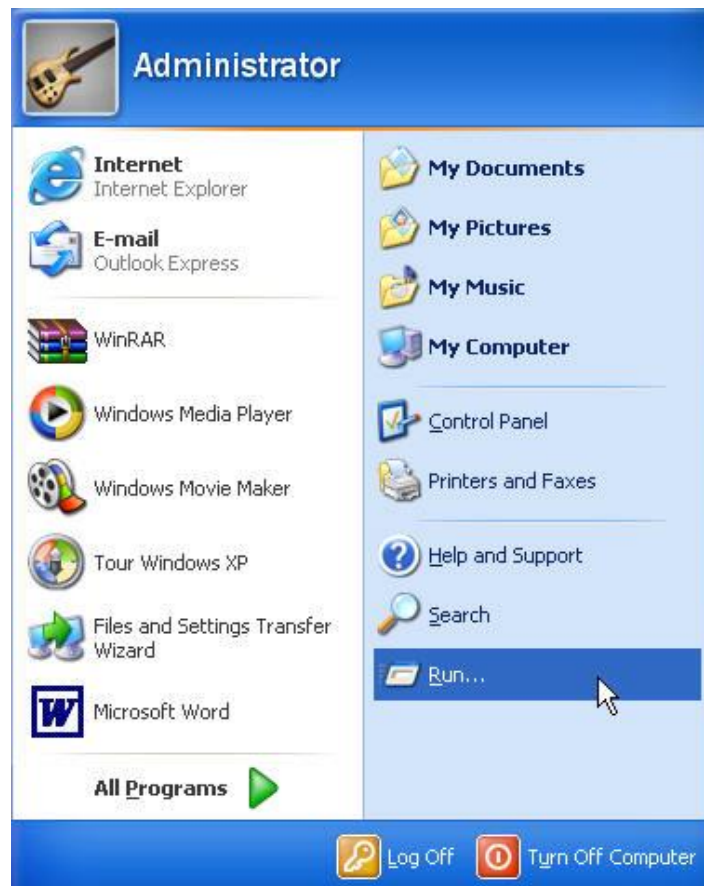 Administrator
Internet
Internet Explorer
E-mail
Outlook Express
WinRAR
Windows Media Player
Windows Movie Maker
Tour Windows XP
Files and Settings Transfer
Wizard
Microsoft Word
All Programs
My Documents
My Pictures
My Music
My Computer
Control Panel
Printers and Faxes
Help and Support
Search
Run...
Log Off
Turn Off Computer